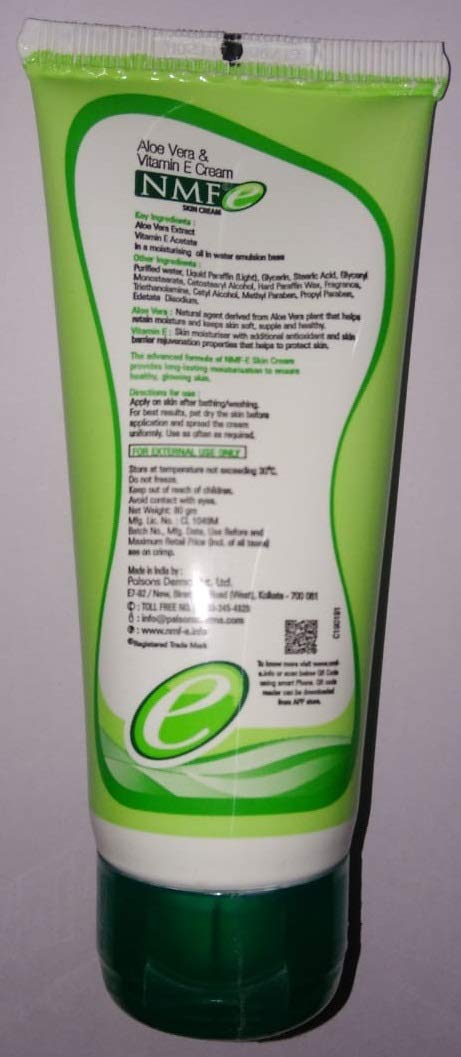 Aloe Vera &
Vitamin E Cream
NMFe
SKIN CREAM
Key Ingredients :
Aloe Vera Extract
Vitamin E Acetate
In a moisturising oil in water emulsion base
Other Ingredients :
Purified water, Liquid Paraffin (Light), Glycerin, Stearic Acid, Glyceryl
Monostearate, Cetostearyl Alcohol, Hard Paraffin Wax, Fragrance,
Triethanolamine, Cetyl Alcohol, Methyl Paraben, Propyl Paraben,
Edetate Disodium.
Aloe Vera : Natural agent derived from Aloe Vera plant that helps
retain moisture and keeps skin soft, supple and healthy.
Vitamin E : Skin moisturiser with additional antioxidant and skin
barrier rejuvenation properties that helps to protect skin.
The advanced formula of NMF-E Skin Cream
provides long-lasting moisturisation to ensure
healthy, glowing skin.
Directions for use :
Apply on skin after bathing/washing.
For best results, pat dry the skin before
application and spread the cream
uniformly. Use as often as required.
FOR EXTERNAL USE ONLY
Store at temperature not exceeding 30°C.
Do not freeze.
Keep out of reach of children.
Avoid contact with eyes.
Net Weight: 80 gm
Mfg. Lic. No. : CL 1049M
Batch No., Mfg. Date, Use Before and
Maximum Retail Price (incl. of all taxes)
see on crimp.
Made in India by :
Palsons Derma Ltd.
E7-82 / New, Road (West), Kolkata - 700 061
: TOLL FREE NO.
: info@palsonsderma.com
: www.nmf-e.info
®Registered Trade Mark
C190191
To know more visit www.nmf-
e.info or scan below QR Code
using smart Phone. QR code
reader can be downloaded
from APP store.
e